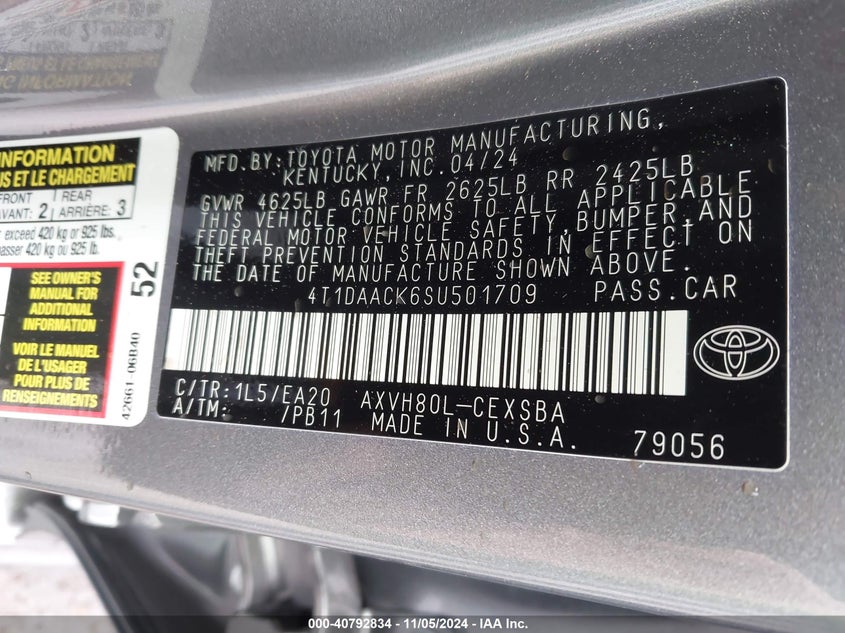 MFD. BY: TOYOTA MOTOR MANUFACTURING,
KENTUCKY, INC. 04/24
GVWR 4625LB GAWR FR 2625LB RR 2425LB
THIS VEHICLE CONFORMS TO ALL APPLICABLE
FEDERAL MOTOR VEHICLE SAFETY, BUMPER, AND
THEFT PREVENTION STANDARDS IN EFFECT ON
THE DATE OF MANUFACTURE SHOWN ABOVE.
4T1DAACK6SU501709 PASS.CAR
C/TR: 1L5/EA20 AXVH80L-CEXSBA
A/TM: /PB11 MADE IN U.S.A. 79056
INFORMATION
US ET LE CHARGEMENT
FRONT
AVANT: 2
REAR
ARRIÈRE: 3
exceed 420 kg or 925 lbs.
passer 420 kg ou 925 lb.
SEE OWNER'S
MANUAL FOR
ADDITIONAL
INFORMATION
VOIR LE MANUEL
DE L'USAGER
POUR PLUS DE
RENSEIGNEMENTS
52
42661-06B40
000-40792834 - 11/05/2024 - IAA Inc.